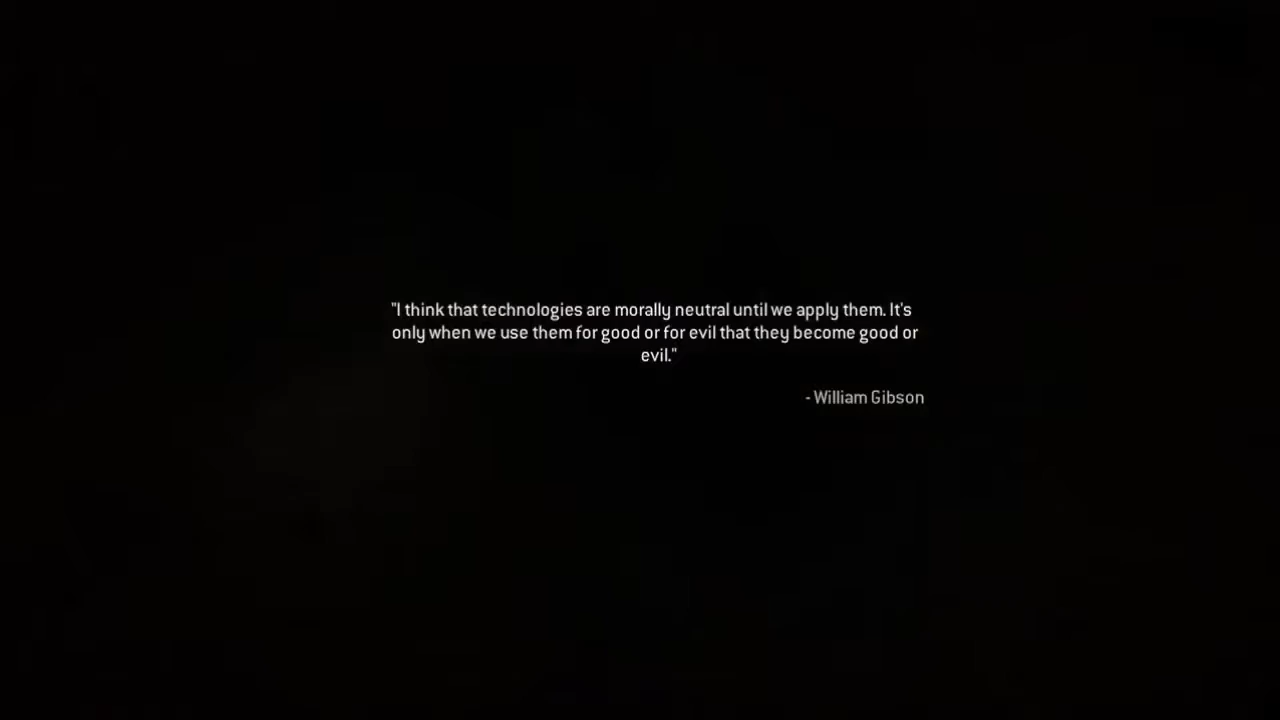 "I think that technologies are morally neutral until we apply them. It's
only when we use them for good or for evil that they become good or
evil."
- William Gibson